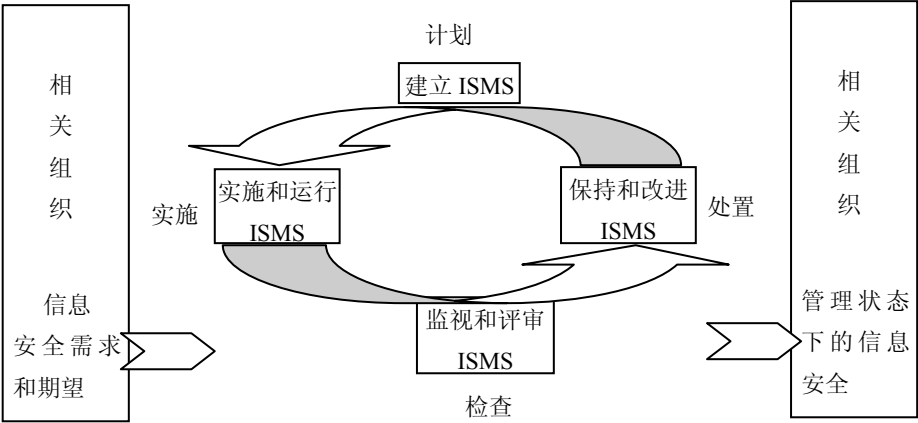 计划
建立 ISMS
相
关
组
织
信息
安全需求
和期望
实施
实施和运行
ISMS
保持和改进
ISMS
处置
监视和评审
ISMS
检查
相
关
组
织
管理状态
下的信息
安全